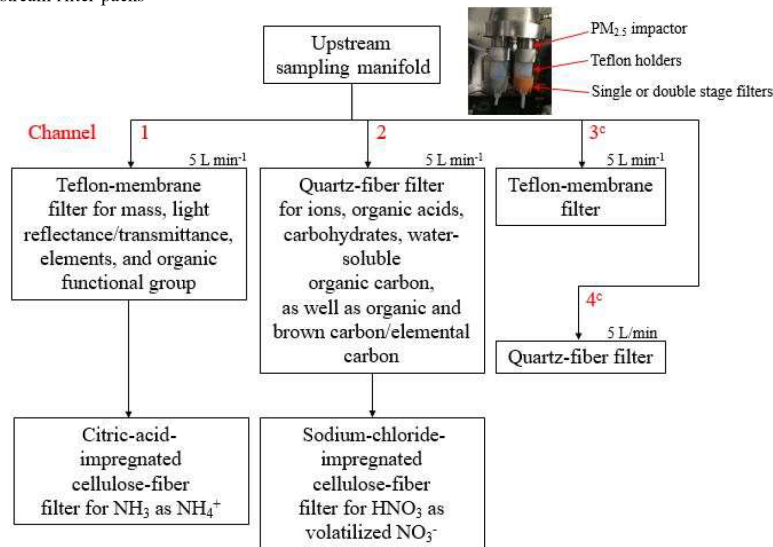 Upstream
sampling manifold
PM2.5 impactor
Teflon holders
Single or double stage filters
Channel
1
2
3c
5 L min-1
5 L min-1
5 L min-1
Teflon-membrane
filter for mass, light
reflectance/transmittance,
elements, and organic
functional group
Quartz-fiber filter
for ions, organic acids,
carbohydrates, water-
soluble
organic carbon,
as well as organic and
brown carbon/elemental
carbon
Teflon-membrane
filter
4c
5 L/min
Quartz-fiber filter
Citric-acid-
impregnated
cellulose-fiber
filter for NH3 as NH4+
Sodium-chloride-
impregnated
cellulose-fiber
filter for HNO3 as
volatilized NO3-